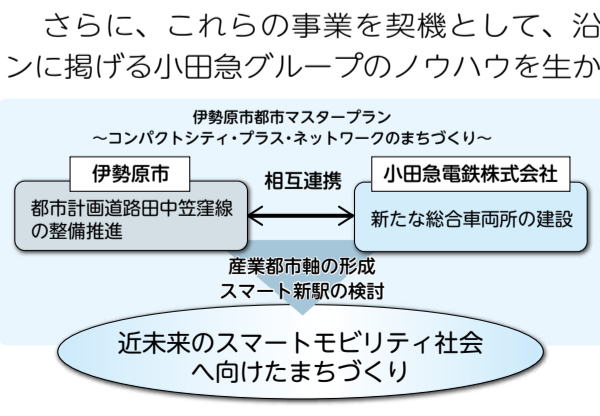 さらに、これらの事業を契機として、沿
ンに掲げる小田急グループのノウハウを生か
伊勢原市都市マスタープラン
～コンパクトシティ・プラス・ネットワークのまちづくり～
伊勢原市
相互連携
小田急電鉄株式会社
都市計画道路田中笠窪線
の整備推進
新たな総合車両所の建設
産業都市軸の形成
スマート新駅の検討
近未来のスマートモビリティ社会
へ向けたまちづくり